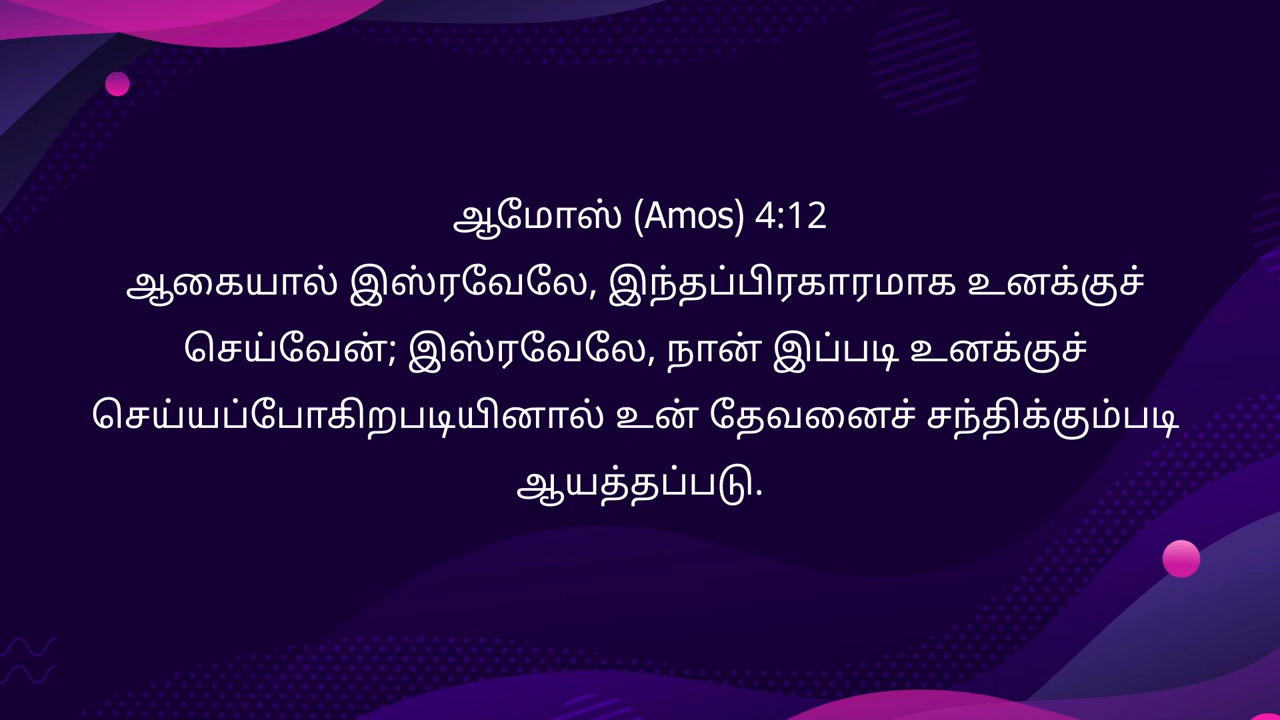 ஆமோஸ் (Amos) 4:12
ஆகையால் இஸ்ரவேலே, இந்தப்பிரகாரமாக உனக்குச்
செய்வேன்; இஸ்ரவேலே, நான் இப்படி உனக்குச்
செய்யப்போகிறபடியினால் உன் தேவனைச் சந்திக்கும்படி
ஆயத்தப்படு.